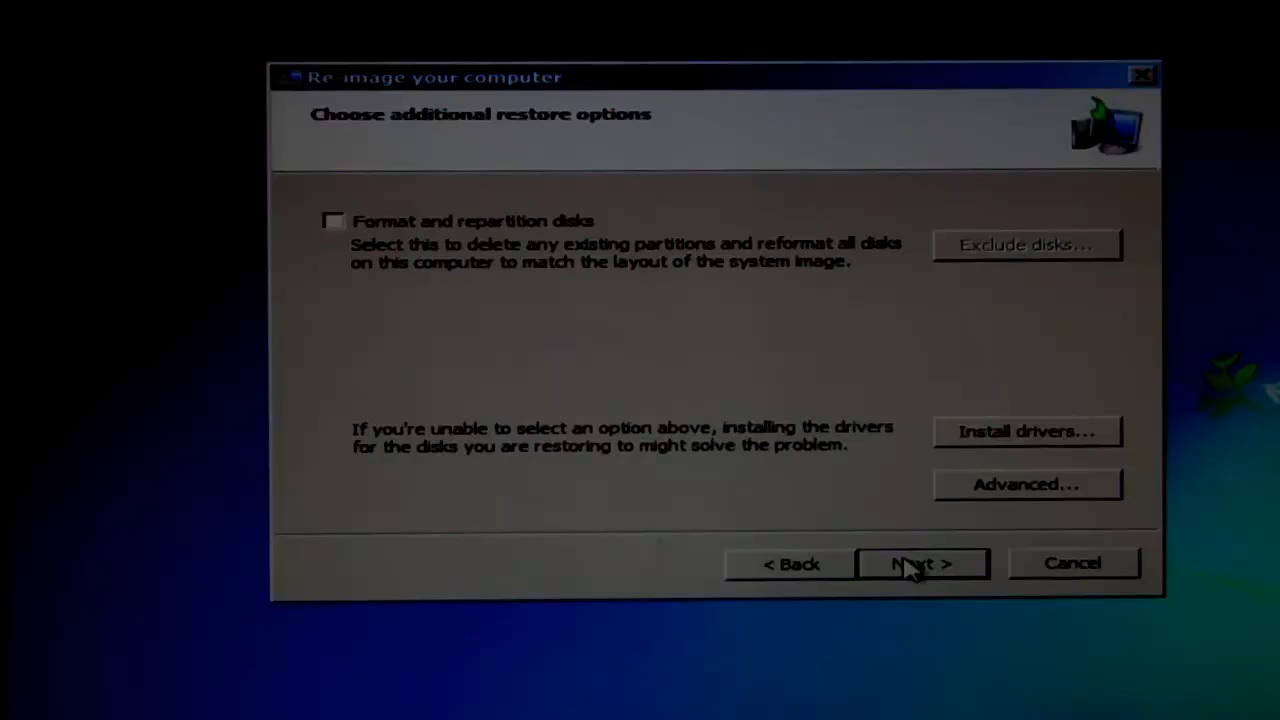 Re-image your computer
Choose additional restore options
Format and repartition disks
Select this to delete any existing partitions and reformat all disks
on this computer to match the layout of the system image.
Exclude disks...
If you're unable to select an option above, installing the drivers
for the disks you are restoring to might solve the problem.
Install drivers...
Advanced...
< Back
Next >
Cancel